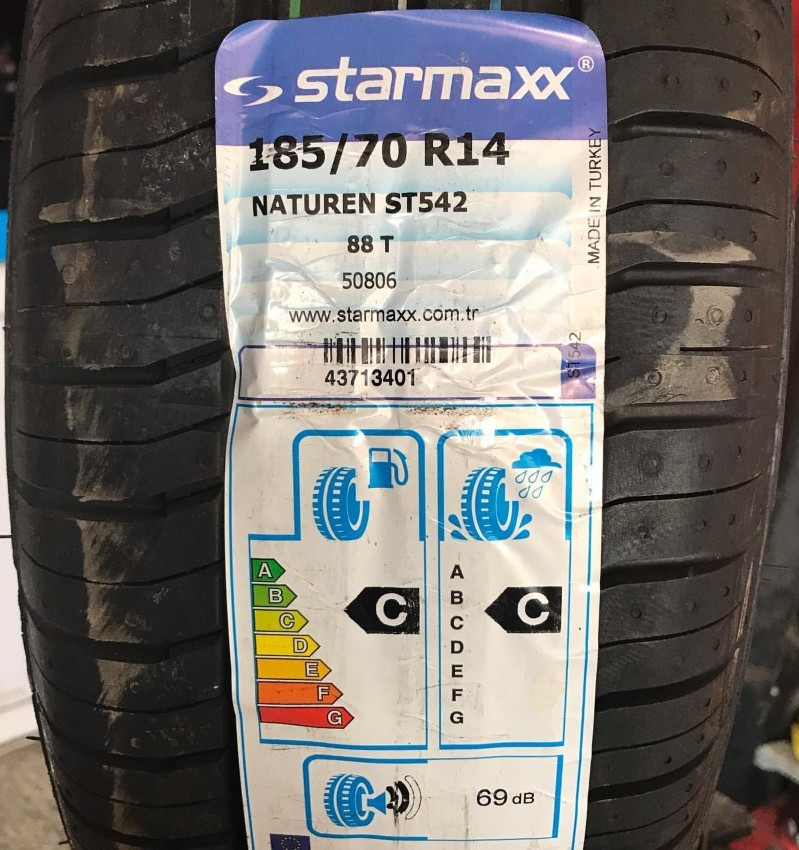 starmaxx®
185/70 R14
NATUREN ST542
88 T
50806
www.starmaxx.com.tr
43713401
MADE IN TURKEY
ST542
A
B
C
D
E
F
G
C
A
B
C
D
E
F
G
C
69 dB